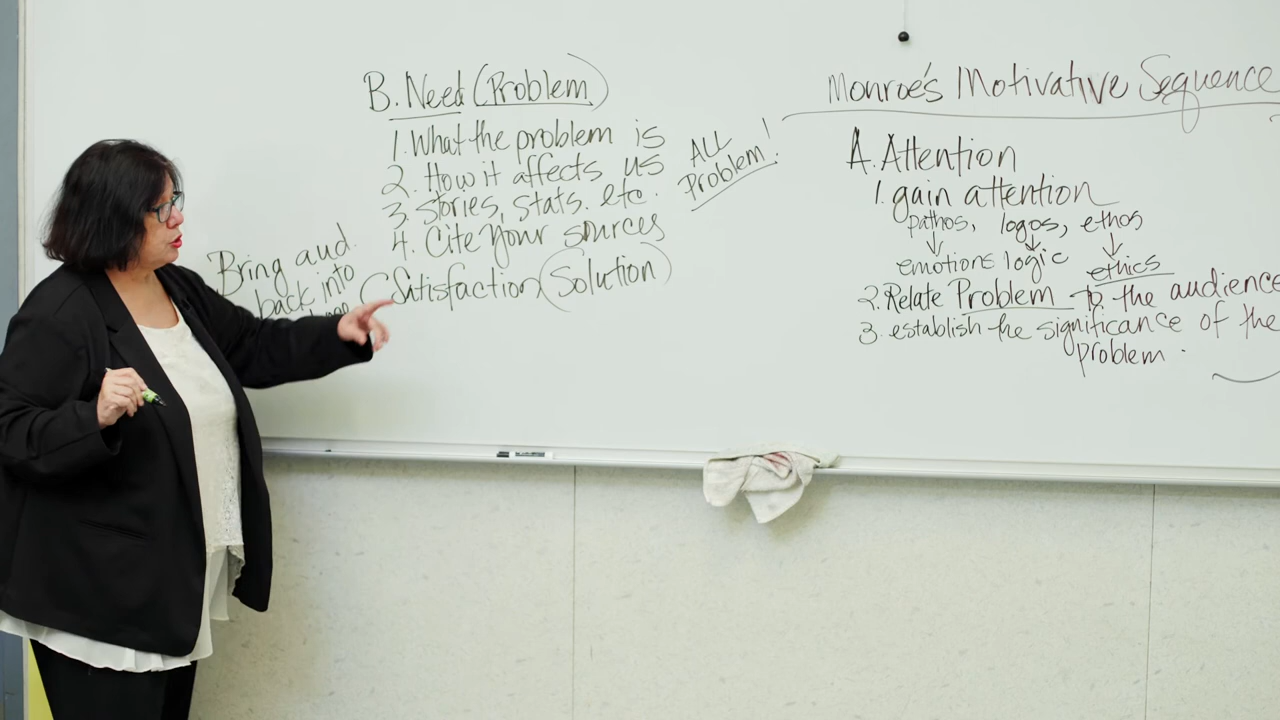 Monroe's Motivative Sequence
A. Attention
1. gain attention
pathos, logos, ethos
emotions logic ethics
2. Relate Problem to the audience
3. establish the significance of the
problem.
B. Need (Problem)
1. What the problem is
2. How it affects us
3. stories, stats. etc.
4. Cite Your sources
ALL
Problem!
C Satisfaction (Solution)
Bring aud.
back into